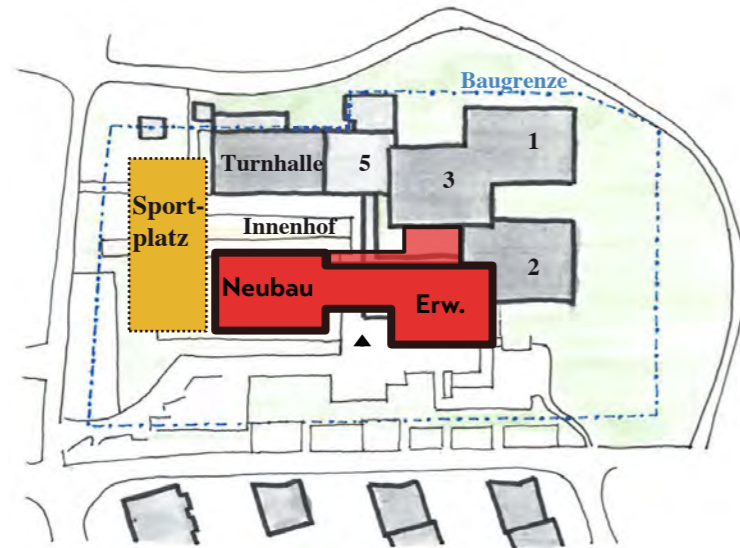 Baugrenze
1
Turnhalle
5
3
Sport-
platz
Innenhof
2
Neubau
Erw.